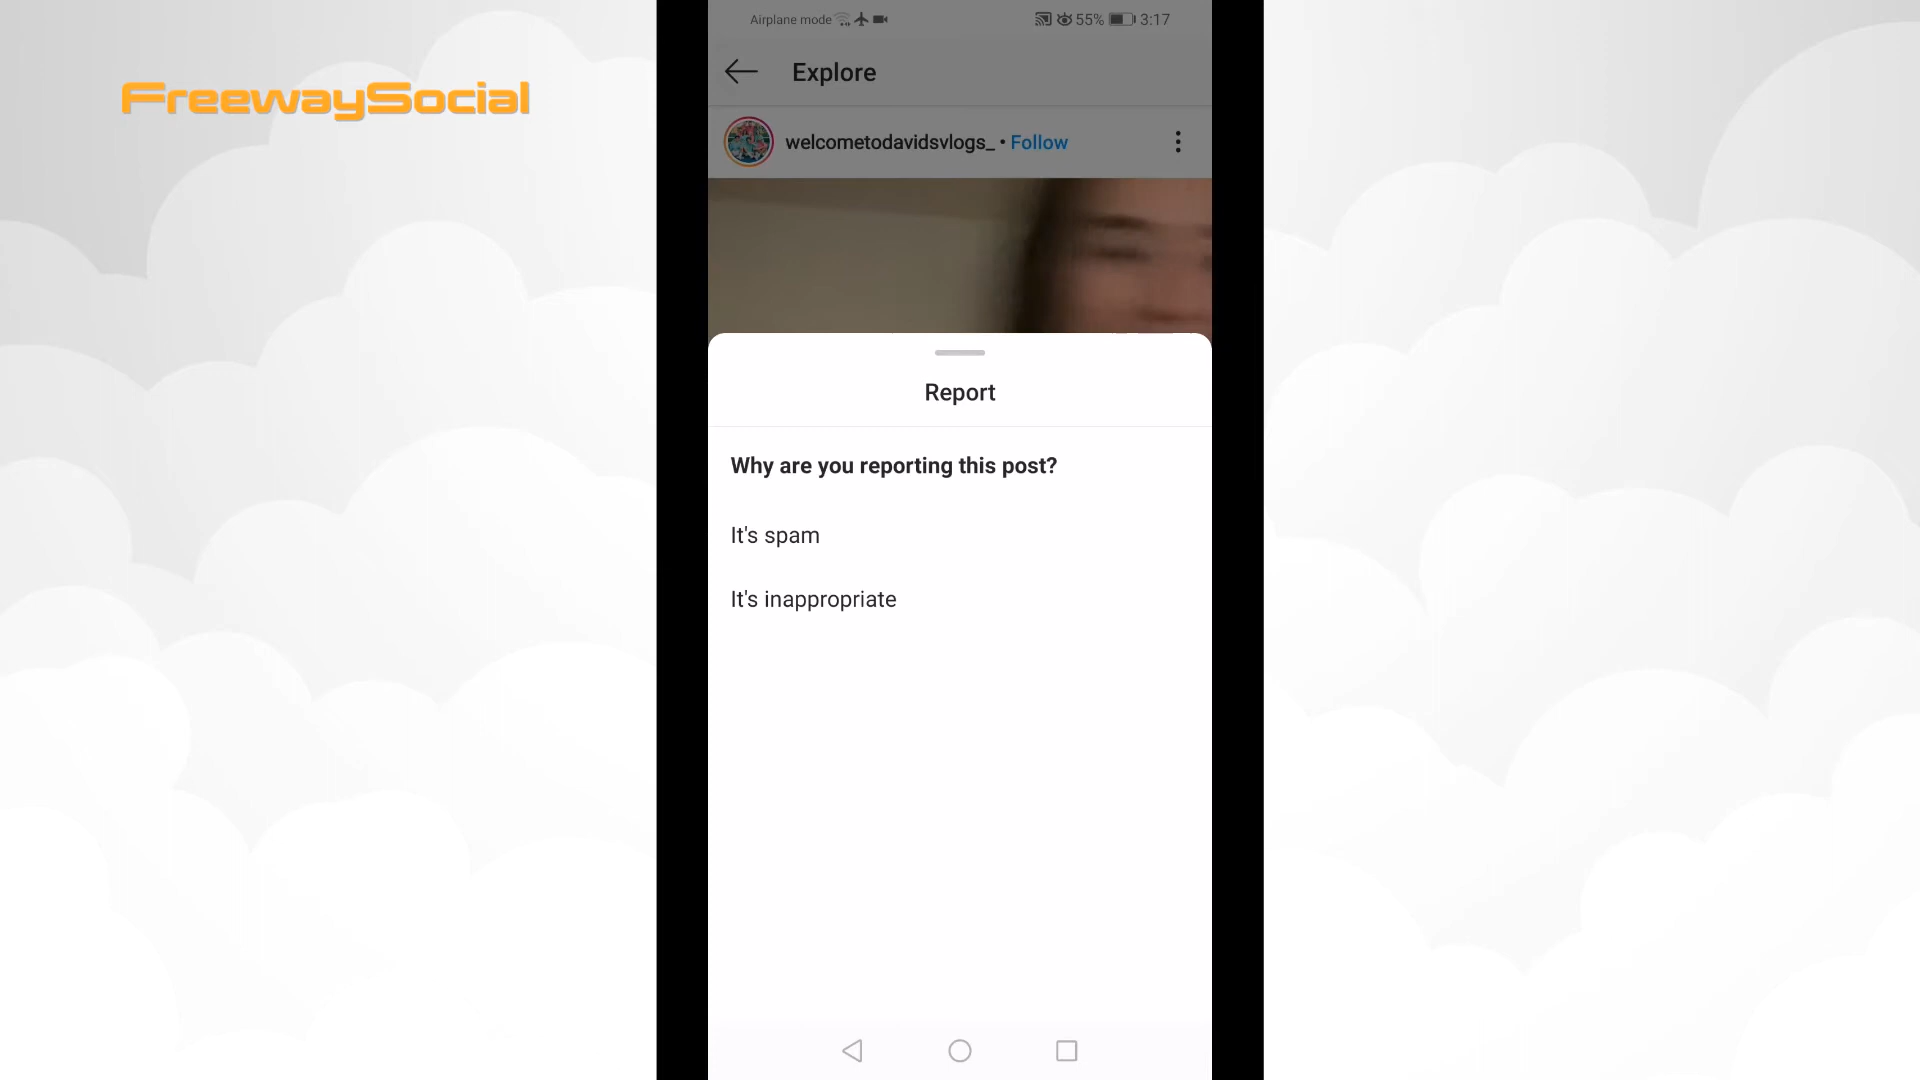 FreewaySocial
Airplane mode 55% 3:17
Explore
welcometodavidsvlogs_ • Follow
Report
Why are you reporting this post?
It's spam
It's inappropriate